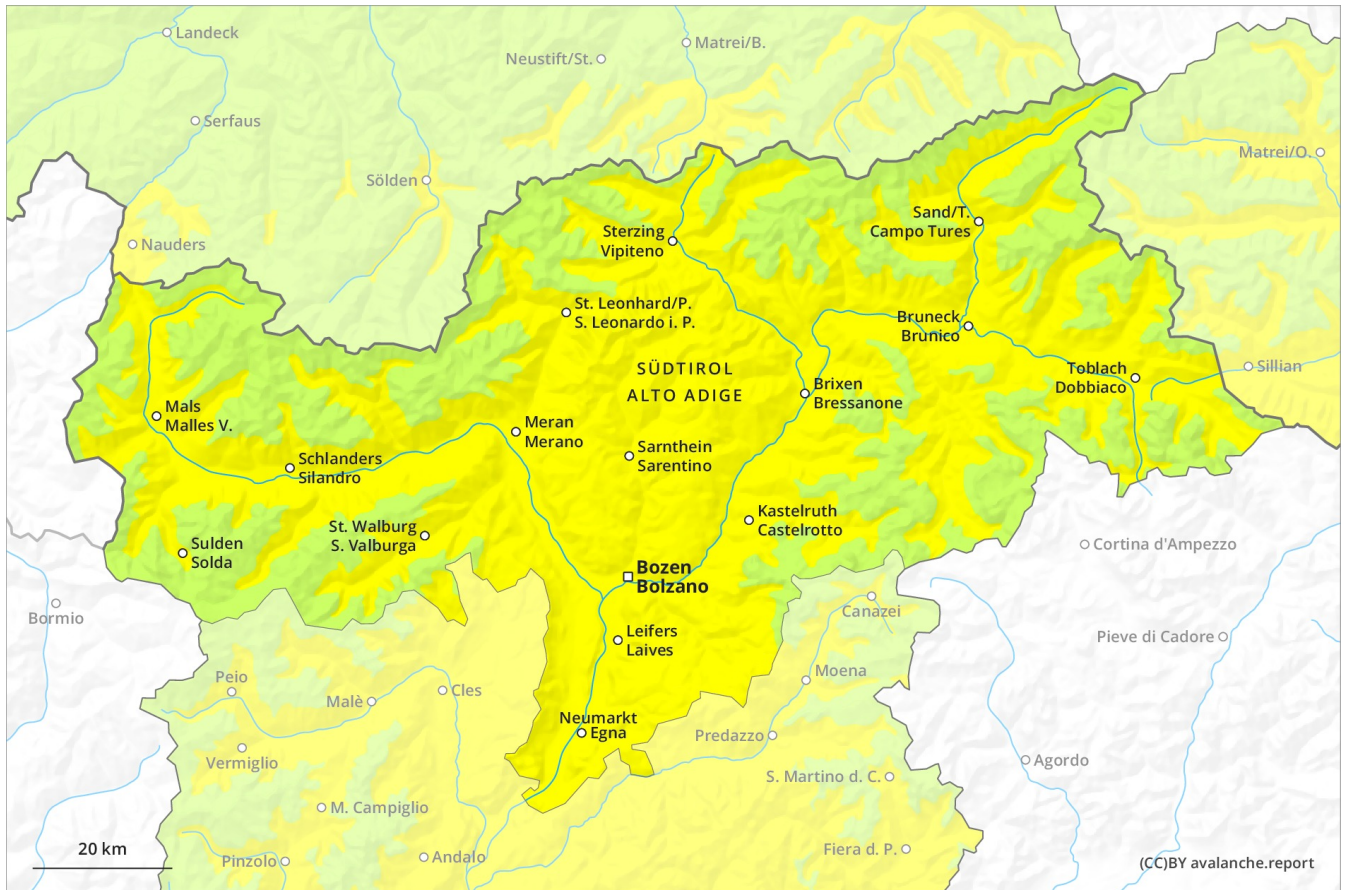 Landeck
Matrei/B.
Neustift/St.
Serfaus
Matrei/O.
Sölden
Sand/T.
Campo Tures
Sterzing
Vipiteno
Nauders
St. Leonhard/P.
S. Leonardo i. P.
Bruneck
Brunico
SÜDTIROL
ALTO ADIGE
Toblach
Dobbiaco
Sillian
Brixen
Bressanone
Mals
Malles V.
Meran
Merano
Sarnthein
Sarentino
Schlanders
Silandro
Kastelruth
Castelrotto
St. Walburg
S. Valburga
Sulden
Solda
Cortina d'Ampezzo
Bozen
Bolzano
Bormio
Canazei
Leifers
Laives
Pieve di Cadore
Peio
Moena
Malè
Cles
Neumarkt
Egna
Predazzo
Vermiglio
Agordo
S. Martino d. C.
M. Campiglio
20 km
Pinzolo
Andalo
Fiera d. P.
(CC)BY avalanche.report